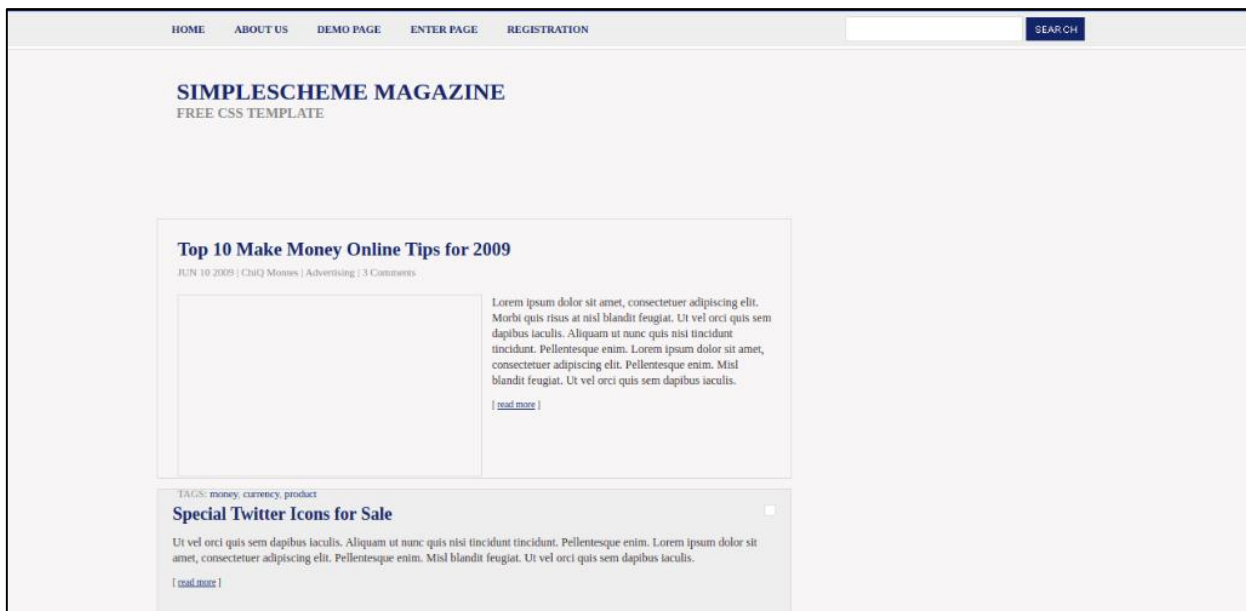 HOME ABOUT US DEMO PAGE ENTER PAGE REGISTRATION SEARCH
SIMPLESCHEME MAGAZINE
FREE CSS TEMPLATE
Top 10 Make Money Online Tips for 2009
JUN 10 2009 | ChiQ Montes | Advertising | 3 Comments
Lorem ipsum dolor sit amet, consectetuer adipiscing elit.
Morbi quis risus at nisl blandit feugiat. Ut vel orci quis sem
dapibus iaculis. Aliquam ut nunc quis nisi tincidunt
tincidunt. Pellentesque enim. Lorem ipsum dolor sit amet,
consectetuer adipiscing elit. Pellentesque enim. Misl
blandit feugiat. Ut vel orci quis sem dapibus iaculis.
[ read more ]
TAGS: money, currency, product
Special Twitter Icons for Sale
Ut vel orci quis sem dapibus iaculis. Aliquam ut nunc quis nisi tincidunt tincidunt. Pellentesque enim. Lorem ipsum dolor sit
amet, consectetuer adipiscing elit. Pellentesque enim. Misl blandit feugiat. Ut vel orci quis sem dapibus iaculis.
[ read more ]